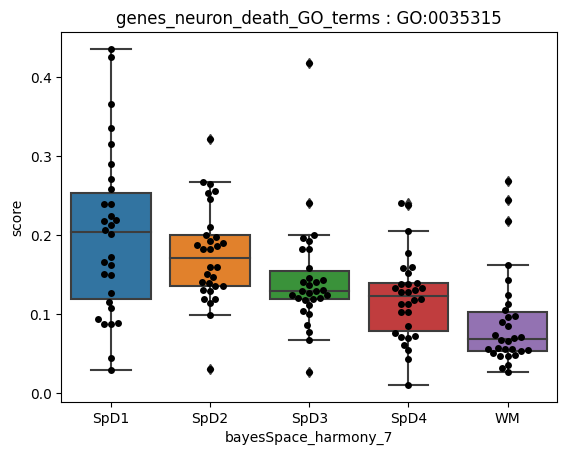 genes_neuron_death_GO_terms : GO:0035315
score
0.4
0.3
0.2
0.1
0.0
SpD1 SpD2 SpD3 SpD4 WM
bayesSpace_harmony_7